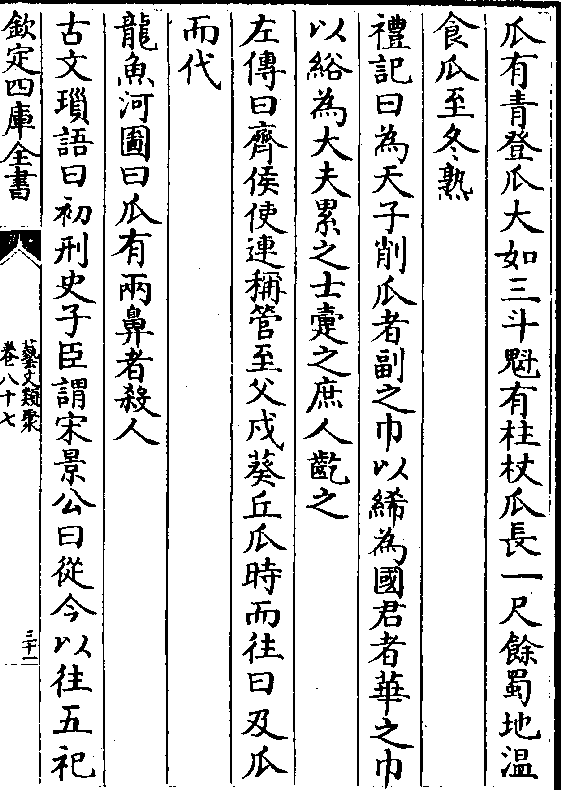 瓜有青登瓜大如三斗魁有柱杖瓜長一尺餘蜀地温
食瓜至冬熟
禮記曰為天子削瓜者副之巾以絺為國君者華之巾
以綌為大夫累之士疐之庶人齕之
左傳曰齊侯使連稱管至父戍葵丘瓜時而往曰及瓜
而代
龍魚河圖曰瓜有兩鼻者殺人
古文瑣語曰初刑史子臣謂宋景公曰從今以往五祀
欽定四庫全書
藝文類聚
卷八十七
三十一